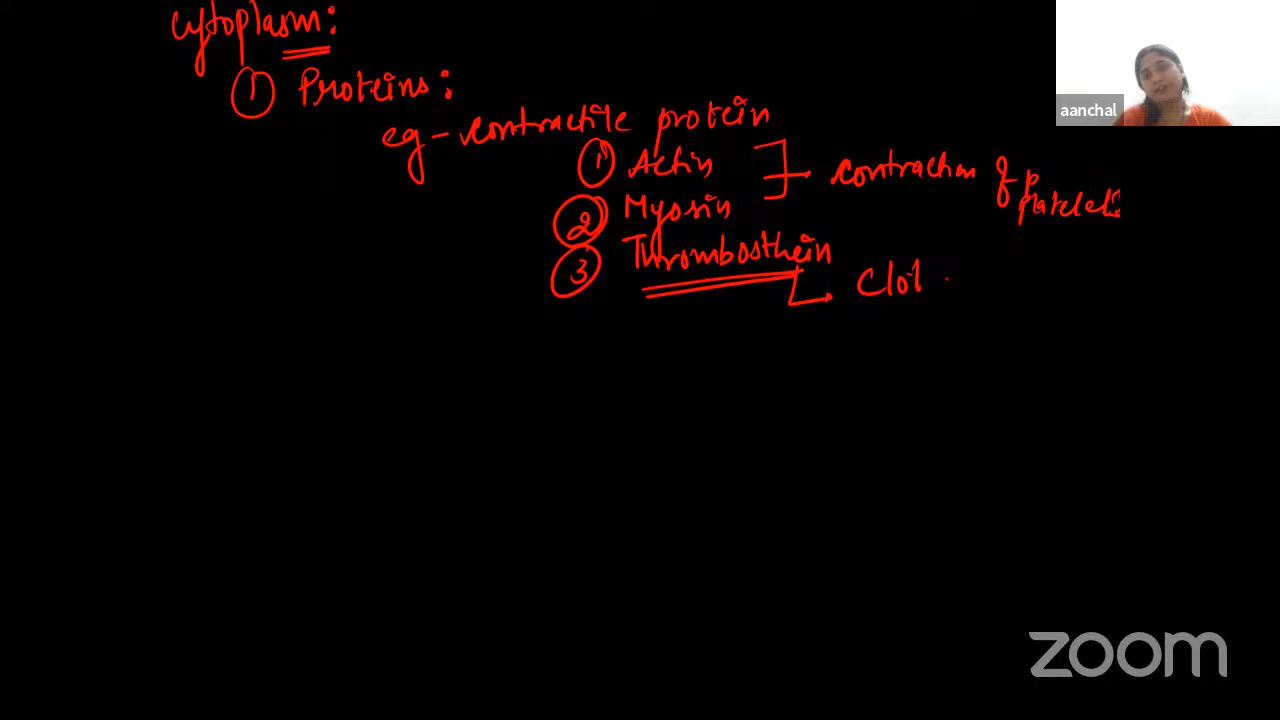 Cytoplasm:
① Proteins:
eg - contractile protein
① Actin
② Myosin
contraction of platelets
③ Thrombosthein
Clot
aanchal
zoom